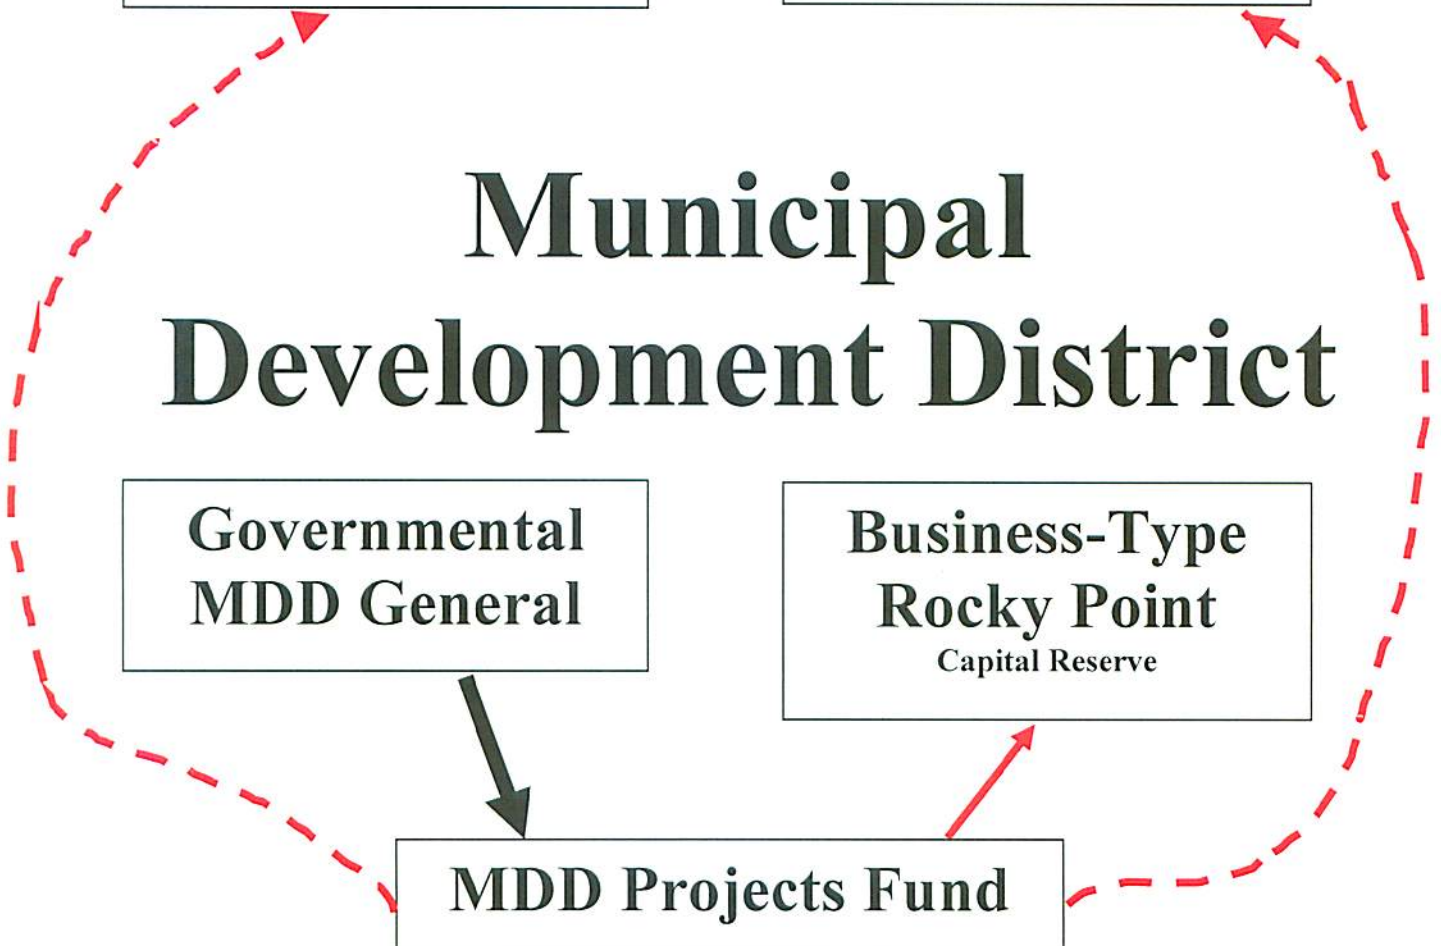 Municipal
Development District
Governmental
MDD General
Business-Type
Rocky Point
Capital Reserve
MDD Projects Fund